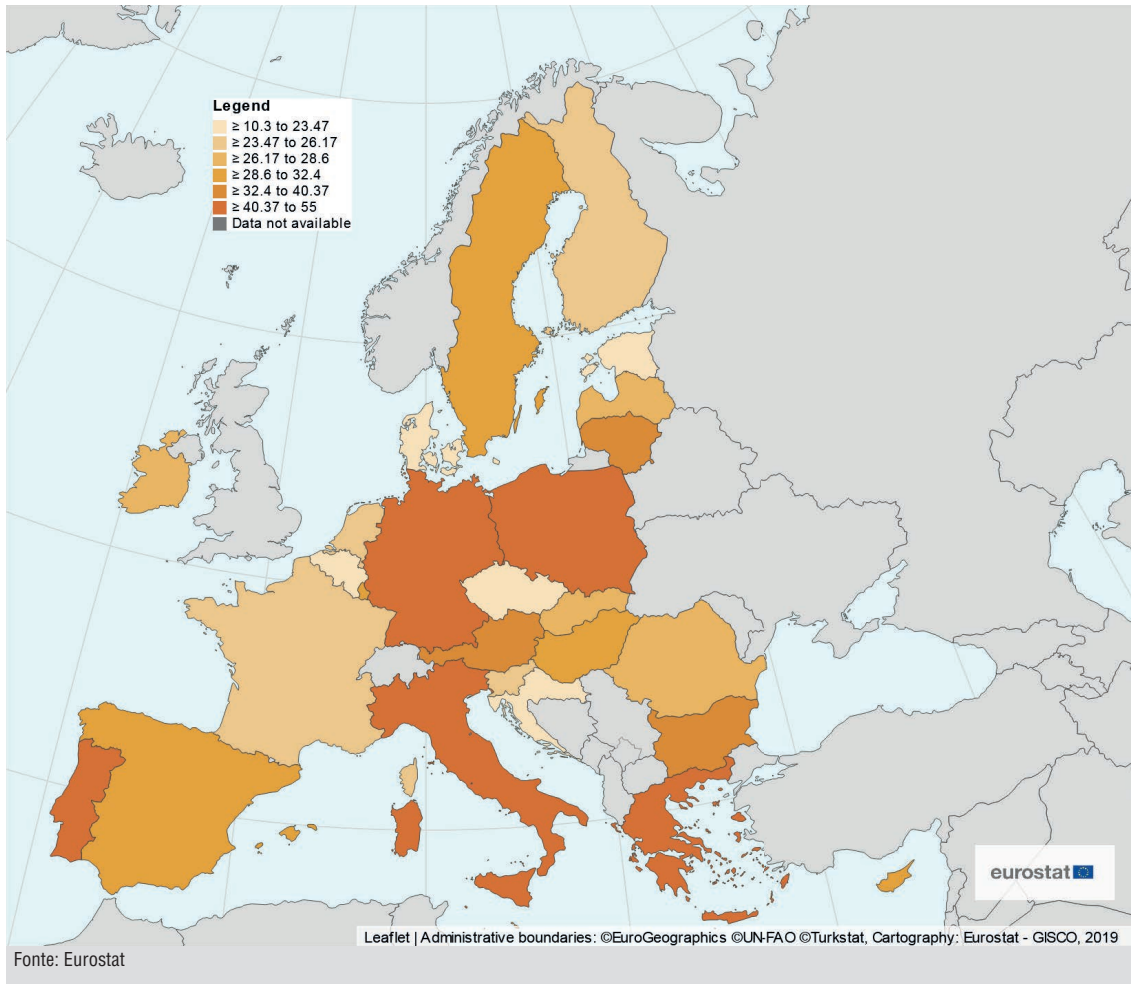 Legend
≥ 10.3 to 23.47
≥ 23.47 to 26.17
≥ 26.17 to 28.6
≥ 28.6 to 32.4
≥ 32.4 to 40.37
≥ 40.37 to 55
Data not available
eurostat
Leaflet | Administrative boundaries: ©EuroGeographics ©UN-FAO ©Turkstat, Cartography: Eurostat - GISCO, 2019
Fonte: Eurostat